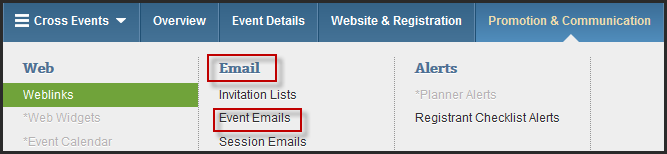 Cross Events Overview Event Details Website & Registration Promotion & Communication
Web Email Alerts
Weblinks Invitation Lists *Planner Alerts
*Web Widgets Event Emails Registrant Checklist Alerts
*Event Calendar Session Emails